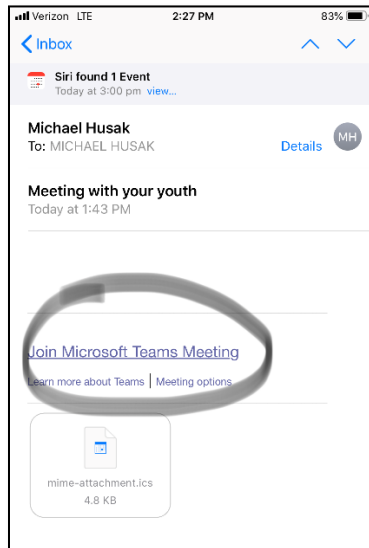 Verizon LTE 2:27 PM 83%
Inbox
Siri found 1 Event
Today at 3:00 pm view...
Michael Husak
MH
To: MICHAEL HUSAK Details
Meeting with your youth
Today at 1:43 PM
Join Microsoft Teams Meeting
Learn more about Teams | Meeting options
mime-attachment.ics
4.8 KB